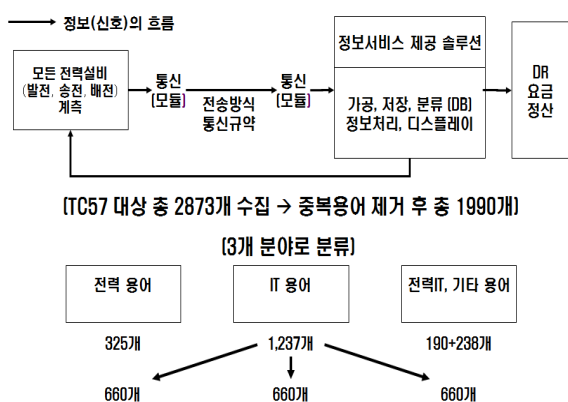 정보(신호)의 흐름
모든 전력설비
(발전, 송전, 배전)
계측
통신
(모듈)
전송방식
통신규약
통신
(모듈)
정보서비스 제공 솔루션
가공, 저장, 분류 (DB)
정보처리, 디스플레이
DR
요금
정산
(TC57 대상 총 2873개 수집 → 중복용어 제거 후 총 1990개)
(3개 분야로 분류)
전력 용어
IT 용어
전력IT, 기타 용어
325개
1,237개
190+238개
660개
660개
660개